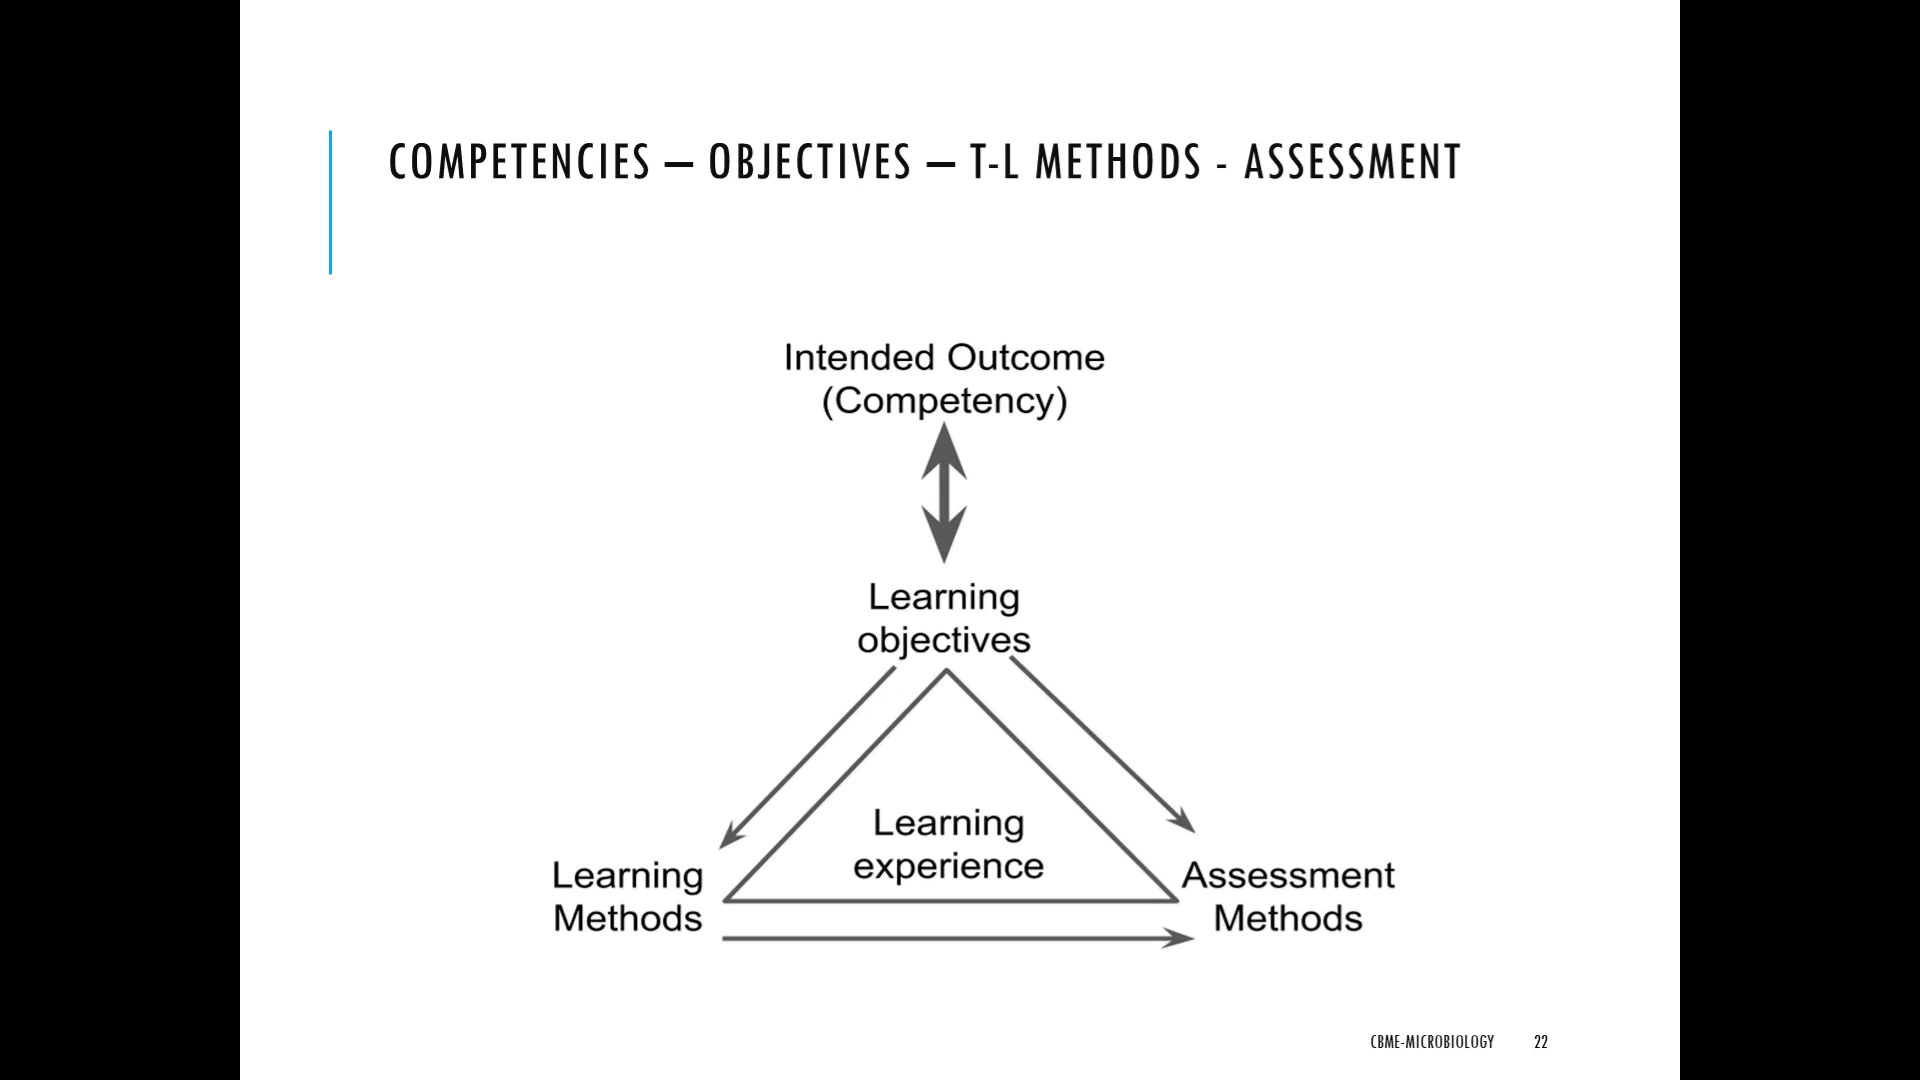 COMPETENCIES – OBJECTIVES – T-L METHODS - ASSESSMENT
Intended Outcome
(Competency)
Learning
objectives
Learning
experience
Learning
Methods
Assessment
Methods
CBME-MICROBIOLOGY 22